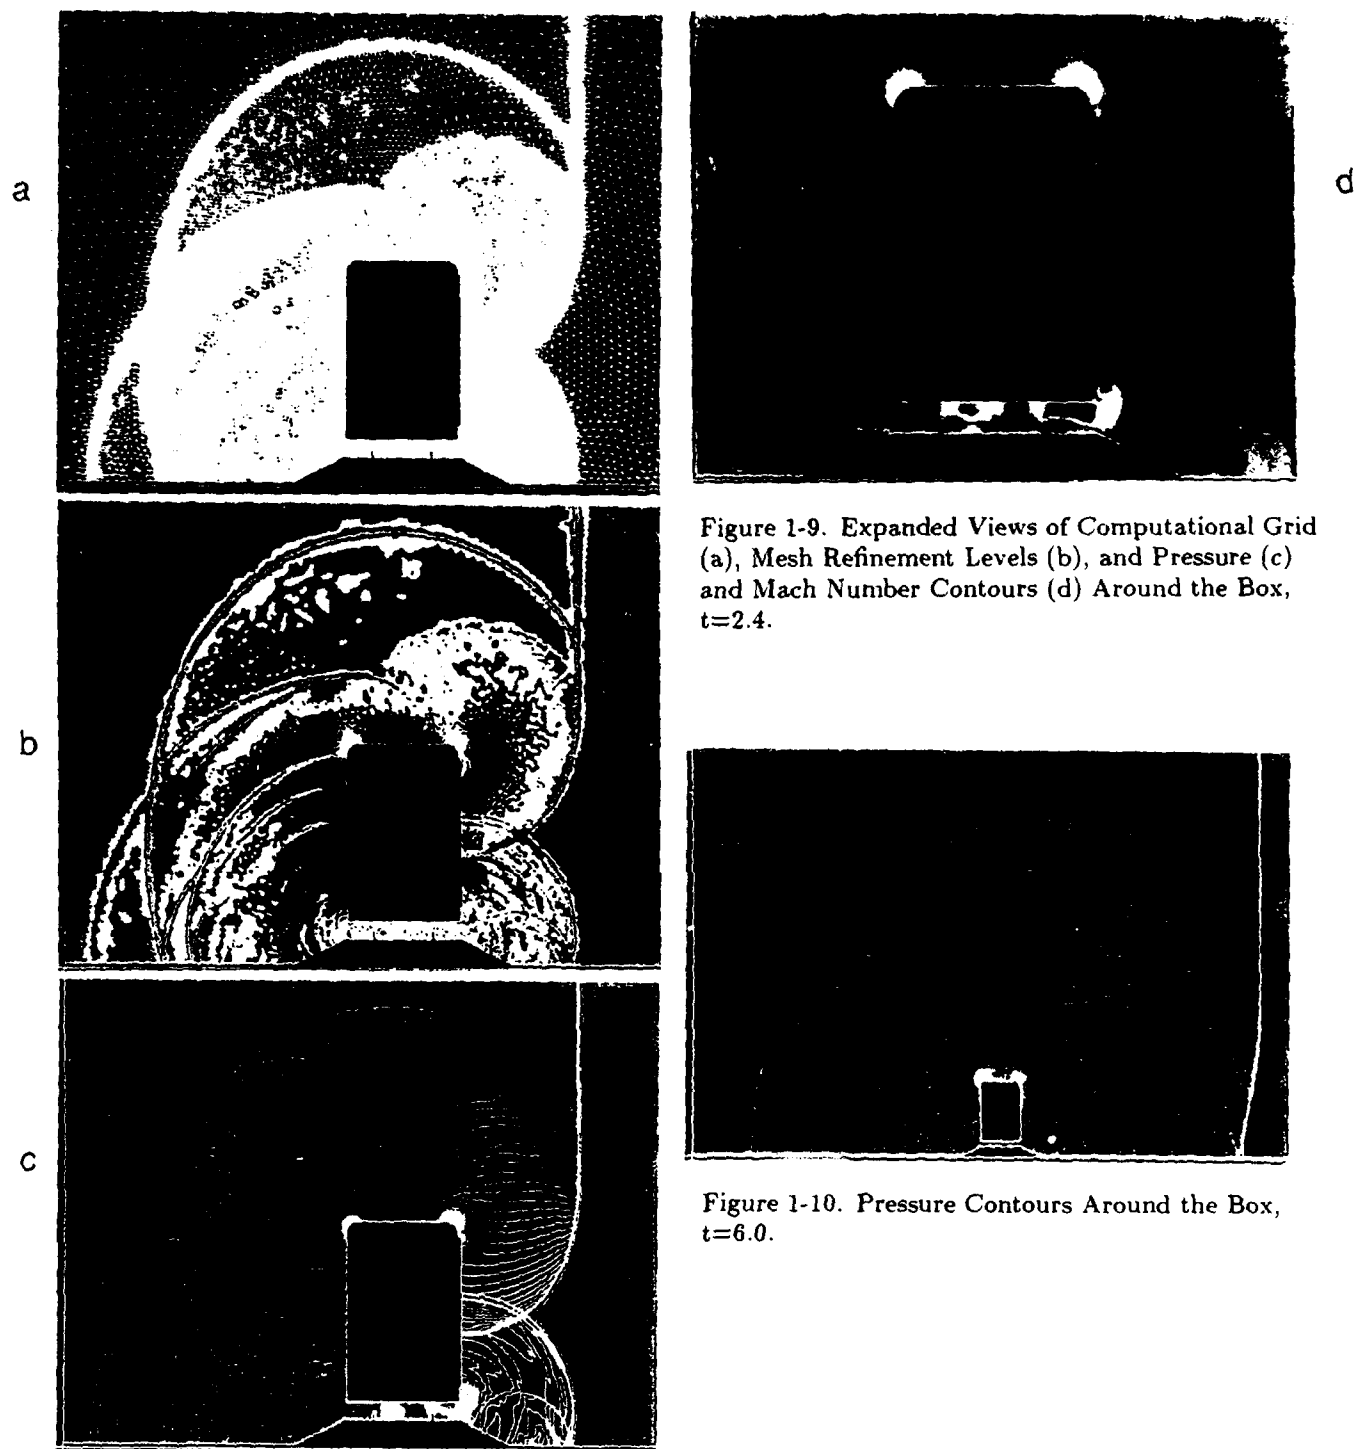 a
b
c
d
Figure 1-9. Expanded Views of Computational Grid
(a), Mesh Refinement Levels (b), and Pressure (c)
and Mach Number Contours (d) Around the Box,
t=2.4.
Figure 1-10. Pressure Contours Around the Box,
t=6.0.